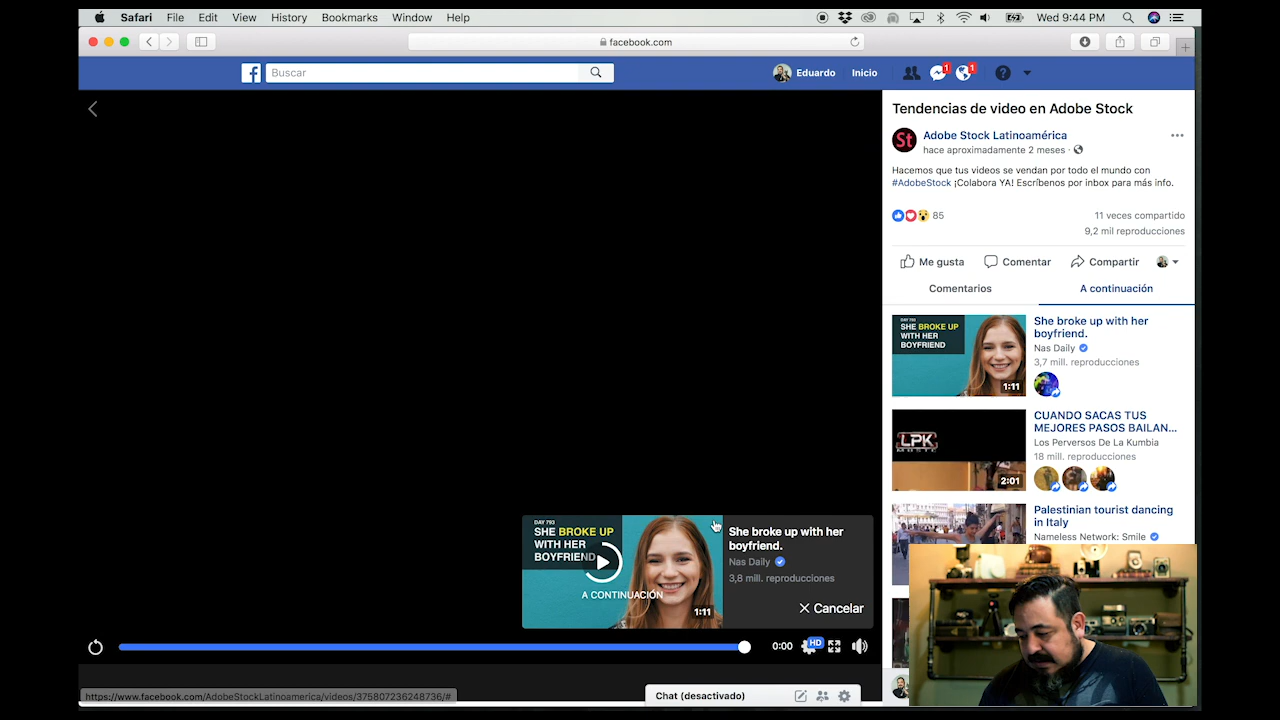 Safari File Edit View History Bookmarks Window Help
Wed 9:44 PM
facebook.com
Buscar
Eduardo Inicio
1 1
Tendencias de video en Adobe Stock
St
Adobe Stock Latinoamérica
hace aproximadamente 2 meses ·
Hacemos que tus videos se vendan por todo el mundo con
#AdobeStock ¡Colabora YA! Escríbenos por inbox para más info.
85
11 veces compartido
9,2 mil reproducciones
Me gusta Comentar Compartir
Comentarios A continuación
DAY 793
SHE BROKE UP
WITH HER
BOYFRIEND
1:11
She broke up with her
boyfriend.
Nas Daily
3,7 mill. reproducciones
LPK
MUSIC
2:01
CUANDO SACAS TUS
MEJORES PASOS BAILAN...
Los Perversos De La Kumbia
18 mill. reproducciones
Palestinian tourist dancing
in Italy
Nameless Network: Smile
DAY 793
SHE BROKE UP
WITH HER
BOYFRIEND
A CONTINUACIÓN
1:11
She broke up with her
boyfriend.
Nas Daily
3,8 mill. reproducciones
Cancelar
0:00
HD
https://www.facebook.com/AdobeStockLatinoamerica/videos/375807236248736/#
Chat (desactivado)